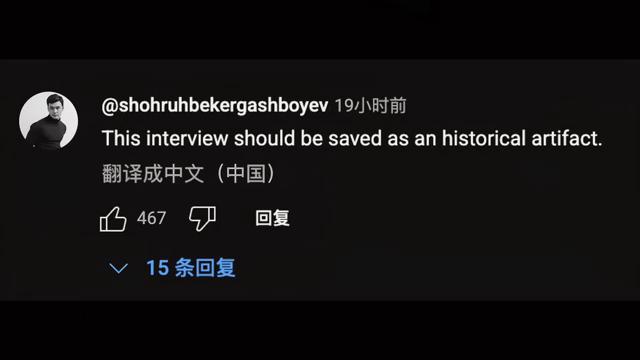 @shohruhbekergashboyev 19小时前
This interview should be saved as an historical artifact.
翻译成中文（中国）
467 回复
15 条回复